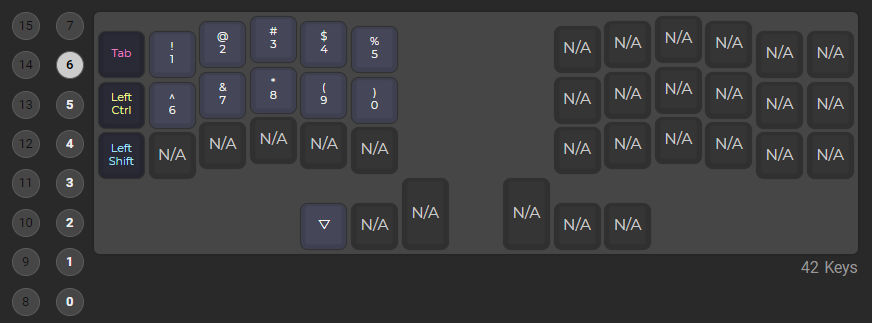 15 7
14 6
13 5
12 4
11 3
10 2
9 1
8 0
Tab ! 1 @ 2 # 3 $ 4 % 5 N/A N/A N/A N/A N/A N/A
Left Ctrl ^ 6 & 7 * 8 ( 9 ) 0 N/A N/A N/A N/A N/A N/A
Left Shift N/A N/A N/A N/A N/A N/A N/A N/A N/A N/A N/A
▽ N/A N/A N/A N/A N/A
42 Keys